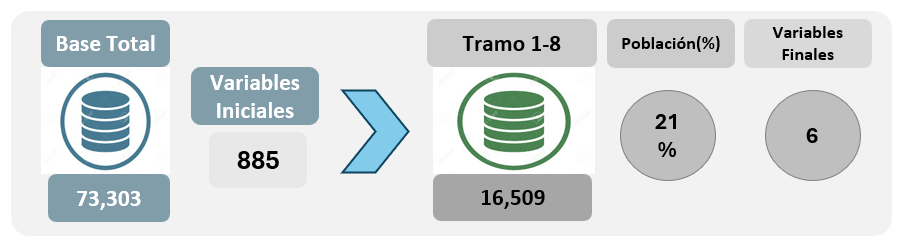 Base Total
73,303
Variables
Iniciales
885
Tramo 1-8
16,509
Población(%)
21
%
Variables
Finales
6